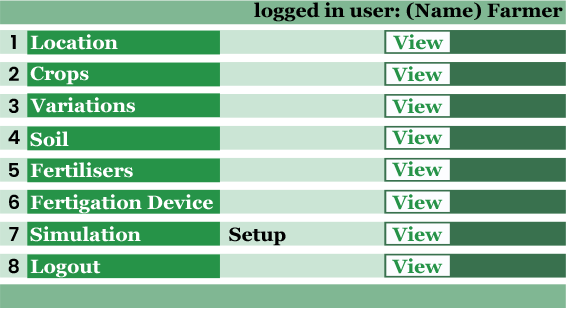 logged in user: (Name) Farmer
1 Location View
2 Crops View
3 Variations View
4 Soil View
5 Fertilisers View
6 Fertigation Device View
7 Simulation Setup View
8 Logout View